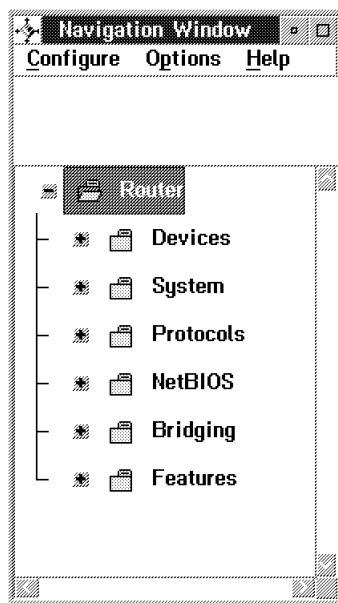 Navigation Window
Configure Options Help
Router
Devices
System
Protocols
NetBIOS
Bridging
Features